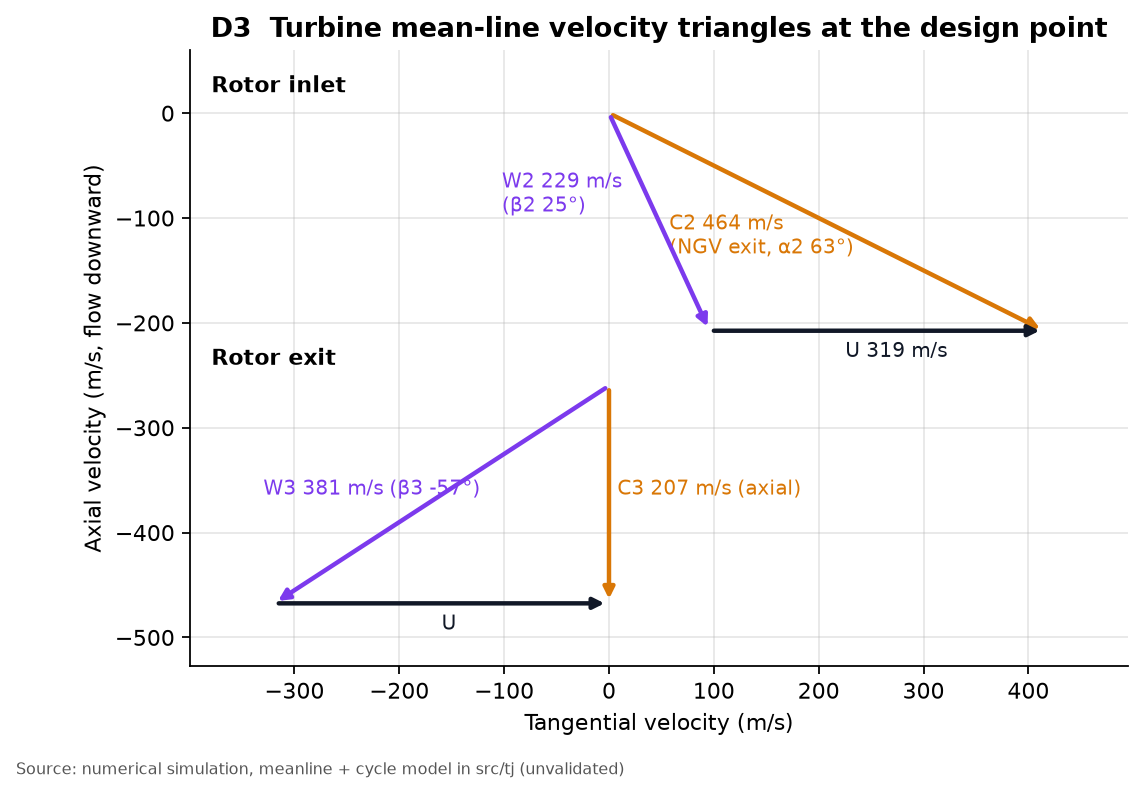 D3  Turbine mean-line velocity triangles at the design point
Rotor inlet
W2 229 m/s
(β2 25°)
C2 464 m/s
(NGV exit, α2 63°)
U 319 m/s
Rotor exit
W3 381 m/s (β3 -57°)
C3 207 m/s (axial)
U
Axial velocity (m/s, flow downward)
0
−100
−200
−300
−400
−500
−300
−200
−100
0
100
200
300
400
Tangential velocity (m/s)
Source: numerical simulation, meanline + cycle model in src/tj (unvalidated)